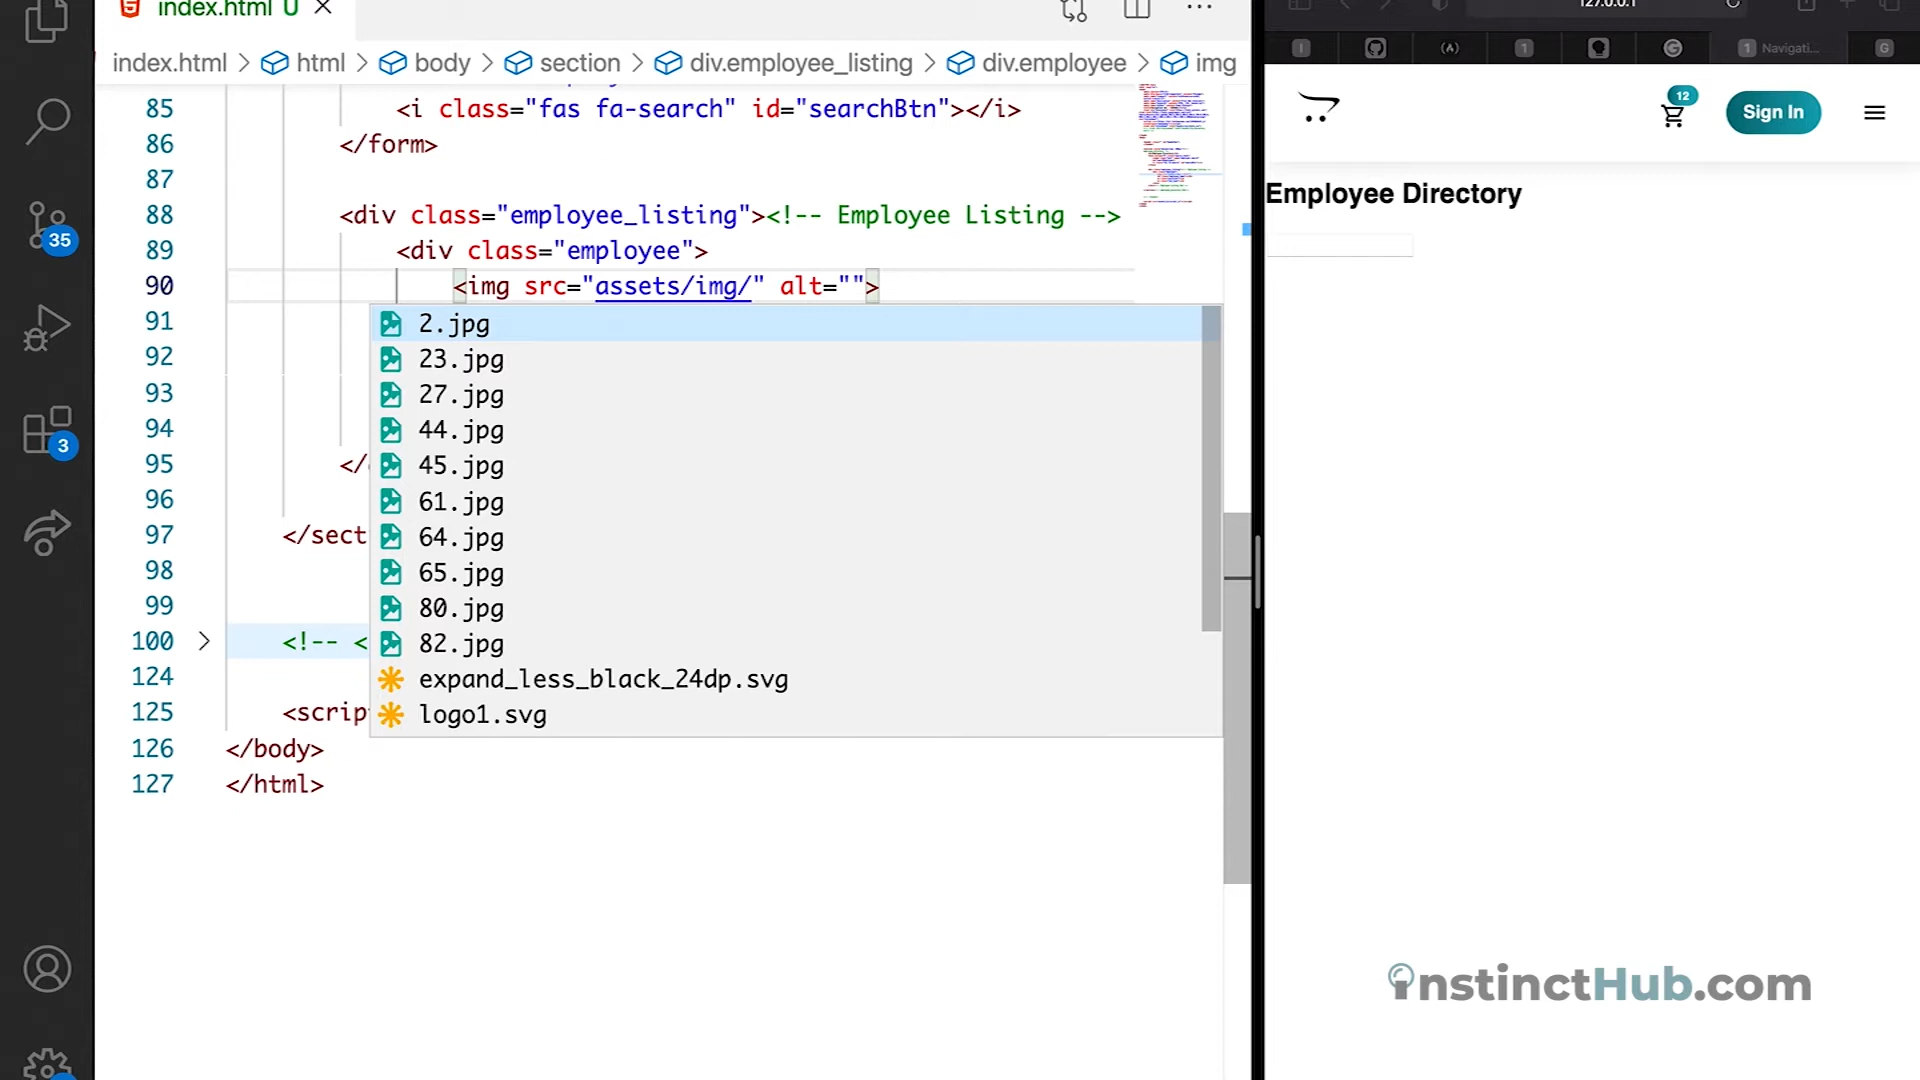 index.html U
127.0.0.1
index.html > html > body > section > div.employee_listing > div.employee > img
1
1 Navigati...
12
Sign In
85 <i class="fas fa-search" id="searchBtn"></i>
86 </form>
87
88 <div class="employee_listing"><!-- Employee Listing -->
89 <div class="employee">
90 <img src="assets/img/" alt="">
91
92
93
94
95 </
96
97 </sect
98
99
100 <!-- <
124
125 <scrip
126 </body>
127 </html>
2.jpg
23.jpg
27.jpg
44.jpg
45.jpg
61.jpg
64.jpg
65.jpg
80.jpg
82.jpg
expand_less_black_24dp.svg
logo1.svg
35
3
Employee Directory
instinctHub.com